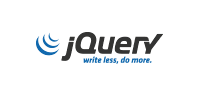 jQuery
write less, do more.